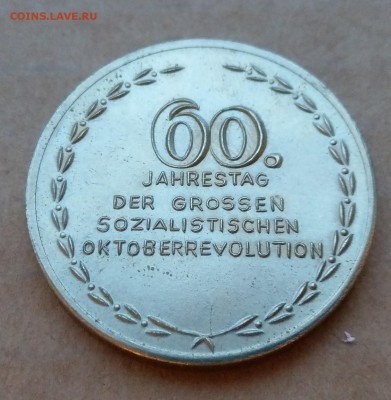 COINS.LAVE.RU
60.
JAHRESTAG
DER GROSSEN
SOZIALISTISCHEN
OKTOBERREVOLUTION